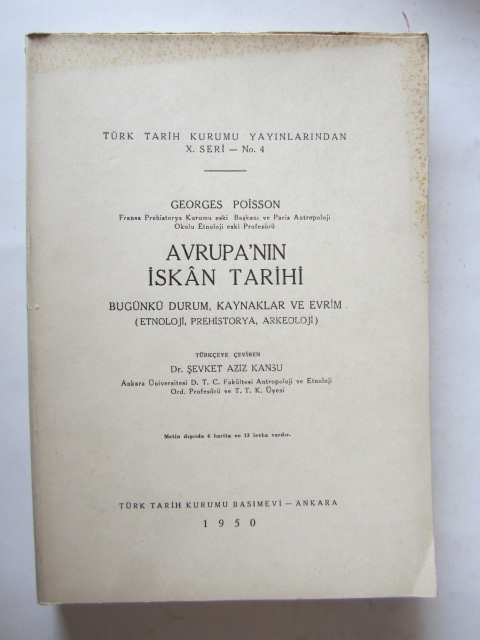 TÜRK TARİH KURUMU YAYINLARINDAN
X. SERİ — No. 4
GEORGES POİSSON
Fransa Prehistorya Kurumu eski Başkanı ve Paris Antropoloji
Okulu Etnoloji eski Profesörü
AVRUPA'NIN
İSKÂN TARİHİ
BUGÜNKÜ DURUM, KAYNAKLAR VE EVRİM
(ETNOLOJİ, PREHİSTORYA, ARKEOLOJİ)
TÜRKÇEYE ÇEVİREN
Dr. ŞEVKET AZİZ KANSU
Ankara Üniversitesi D. T. C. Fakültesi Antropoloji ve Etnoloji
Ord. Profesörü ve T. T. K. Üyesi
Metin dışında 6 harita ve 13 levha vardır.
TÜRK TARİH KURUMU BASIMEVİ — ANKARA
1950